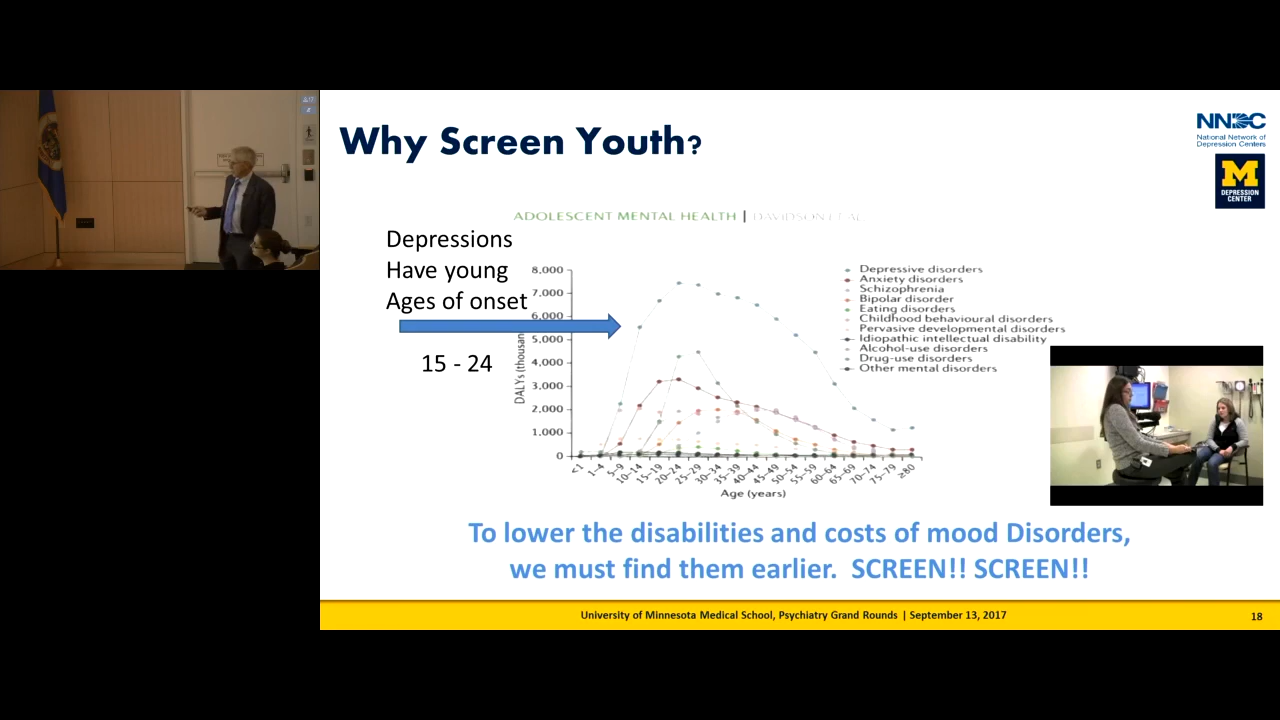 Why Screen Youth?
NNDC
National Network of
Depression Centers
M
DEPRESSION
CENTER
ADOLESCENT MENTAL HEALTH | DAVIDSON ET AL
Depressions
Have young
Ages of onset
15 - 24
DALYs (thousan
8,000
7,000
6,000
5,000
4,000
3,000
2,000
1,000
0
<1
1–4
5–9
10–14
15–19
20–24
25–29
30–34
35–39
40–44
45–49
50–54
55–59
60–64
65–69
70–74
75–79
≥80
Age (years)
Depressive disorders
Anxiety disorders
Schizophrenia
Bipolar disorder
Eating disorders
Childhood behavioural disorders
Pervasive developmental disorders
Idiopathic intellectual disability
Alcohol-use disorders
Drug-use disorders
Other mental disorders
To lower the disabilities and costs of mood Disorders,
we must find them earlier. SCREEN!! SCREEN!!
University of Minnesota Medical School, Psychiatry Grand Rounds | September 13, 2017
18